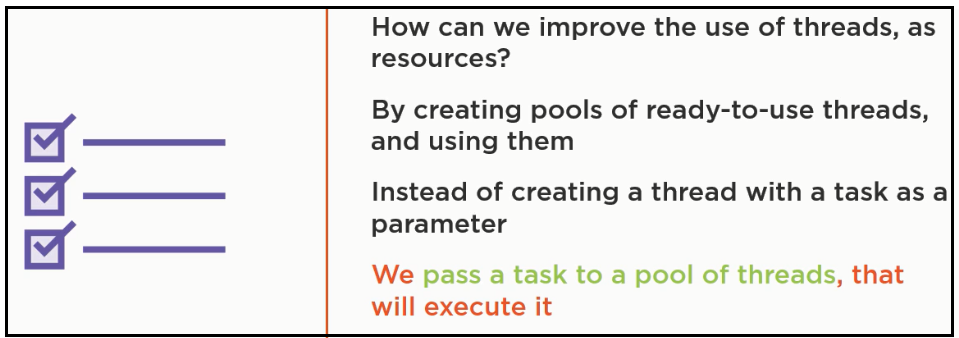 How can we improve the use of threads, as
resources?
By creating pools of ready-to-use threads,
and using them
Instead of creating a thread with a task as a
parameter
We pass a task to a pool of threads, that
will execute it